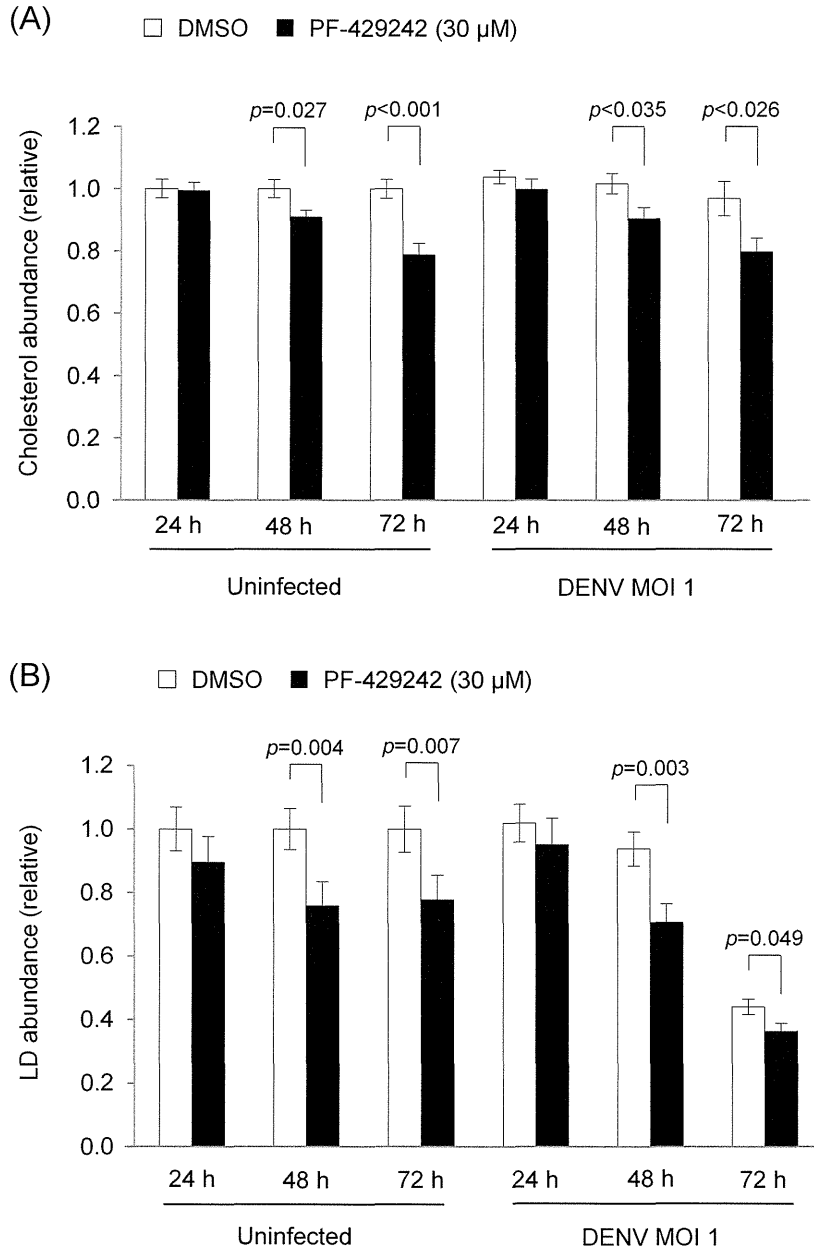 (A)
DMSO PF-429242 (30 µM)
p=0.027 p<0.001 p<0.035 p<0.026
1.2
1.0
0.8
0.6
0.4
0.2
0.0
Cholesterol abundance (relative)
24 h 48 h 72 h 24 h 48 h 72 h
Uninfected DENV MOI 1
(B)
DMSO PF-429242 (30 µM)
p=0.004 p=0.007 p=0.003 p=0.049
1.2
1.0
0.8
0.6
0.4
0.2
0.0
LD abundance (relative)
24 h 48 h 72 h 24 h 48 h 72 h
Uninfected DENV MOI 1